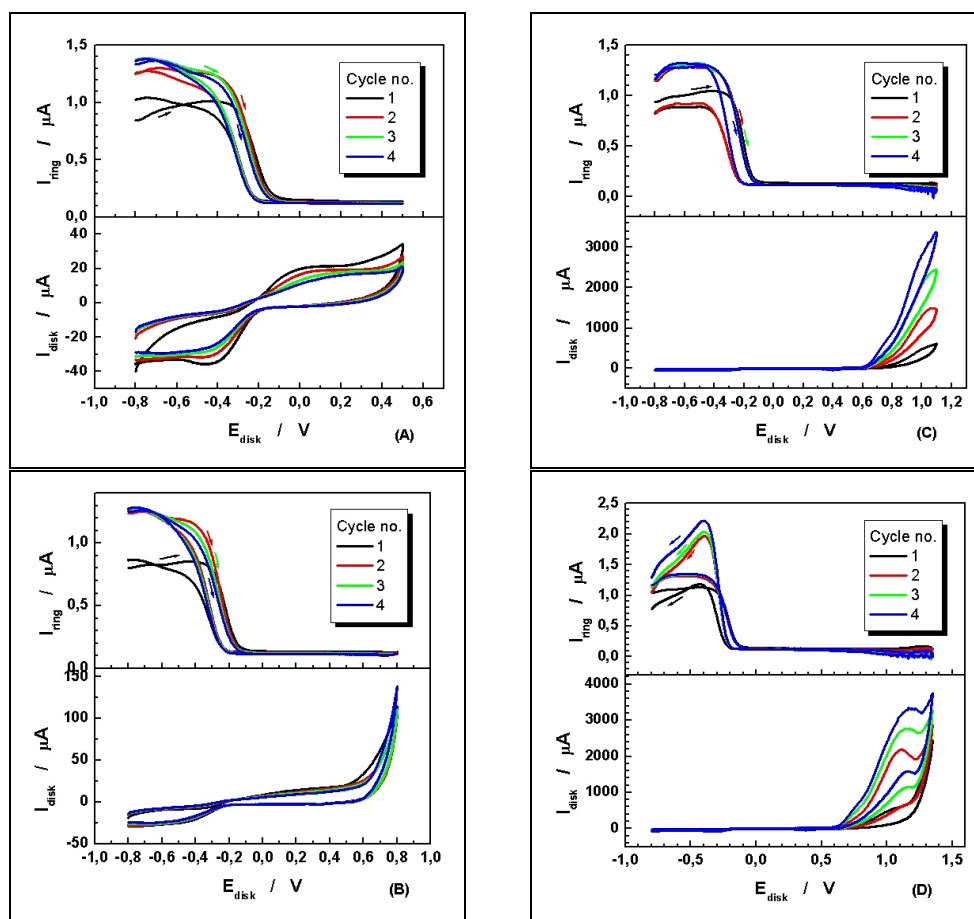 1,5
1,0
0,5
0,0
I ring / µA
Cycle no.
1
2
3
4
40
20
0
-20
-40
I disk / µA
-1,0 -0,8 -0,6 -0,4 -0,2 0,0 0,2 0,4 0,6
E disk / V
(A)
1,5
1,0
0,5
0,0
I ring / µA
Cycle no.
1
2
3
4
3000
2000
1000
0
I disk / µA
-1,0 -0,8 -0,6 -0,4 -0,2 0,0 0,2 0,4 0,6 0,8 1,0 1,2
E disk / V
(C)
1,0
0,5
0,0
I ring / µA
Cycle no.
1
2
3
4
150
100
50
0
-50
I disk / µA
-1,0 -0,8 -0,6 -0,4 -0,2 0,0 0,2 0,4 0,6 0,8 1,0
E disk / V
(B)
2,5
2,0
1,5
1,0
0,5
0,0
I ring / µA
Cycle no.
1
2
3
4
4000
3000
2000
1000
0
I disk / µA
-1,0 -0,5 0,0 0,5 1,0 1,5
E disk / V
(D)